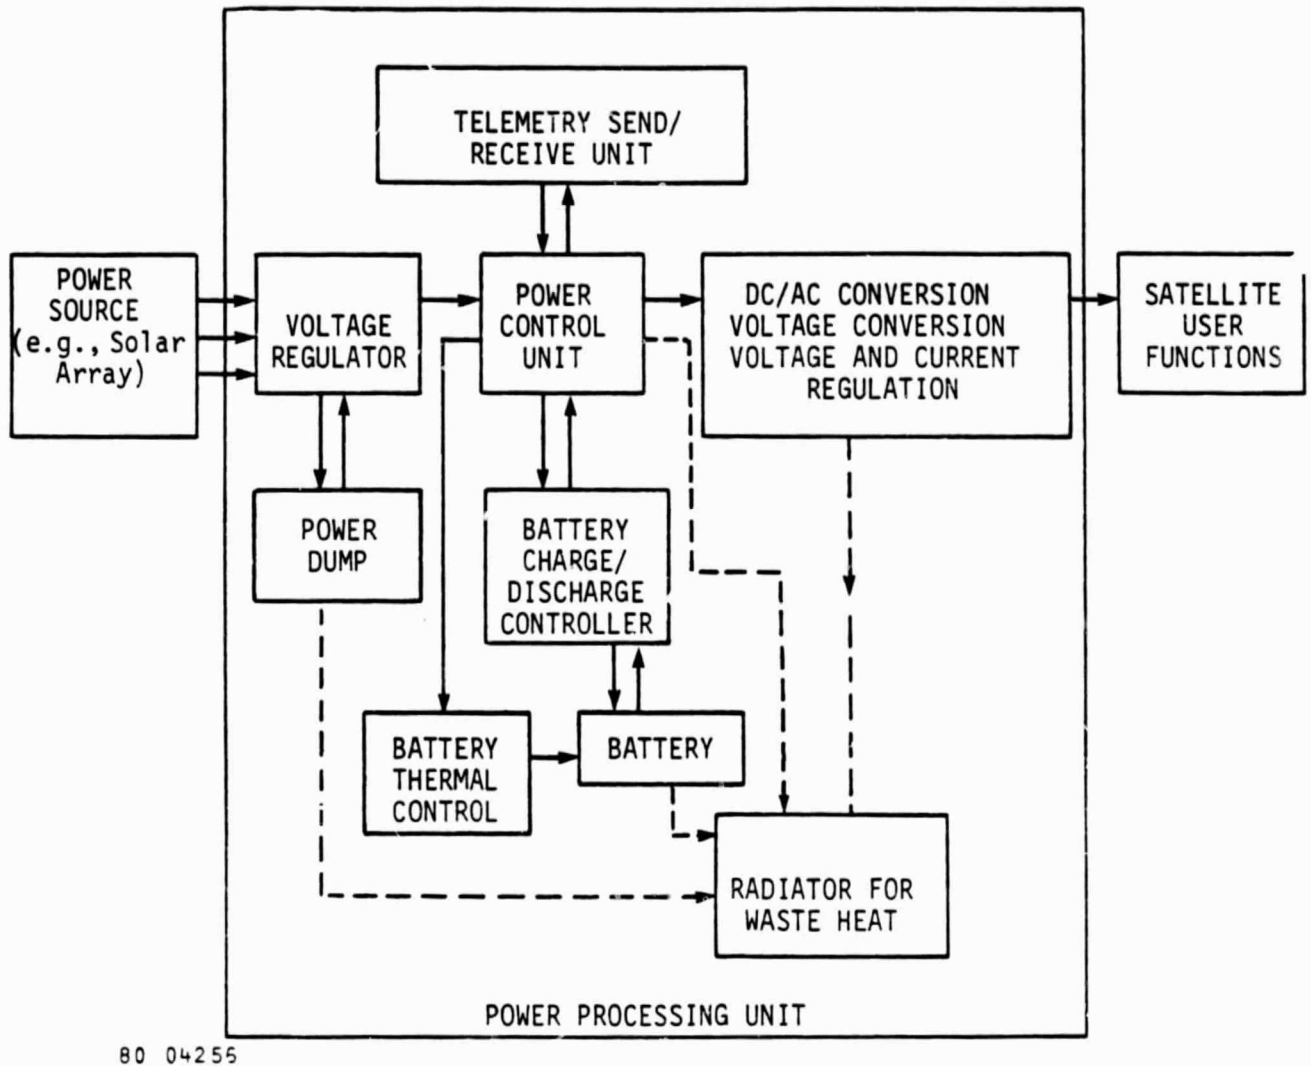 TELEMETRY SEND/
RECEIVE UNIT
POWER
SOURCE
(e.g., Solar
Array)
VOLTAGE
REGULATOR
POWER
CONTROL
UNIT
DC/AC CONVERSION
VOLTAGE CONVERSION
VOLTAGE AND CURRENT
REGULATION
SATELLITE
USER
FUNCTIONS
POWER
DUMP
BATTERY
CHARGE/
DISCHARGE
CONTROLLER
BATTERY
THERMAL
CONTROL
BATTERY
RADIATOR FOR
WASTE HEAT
POWER PROCESSING UNIT
80 04256